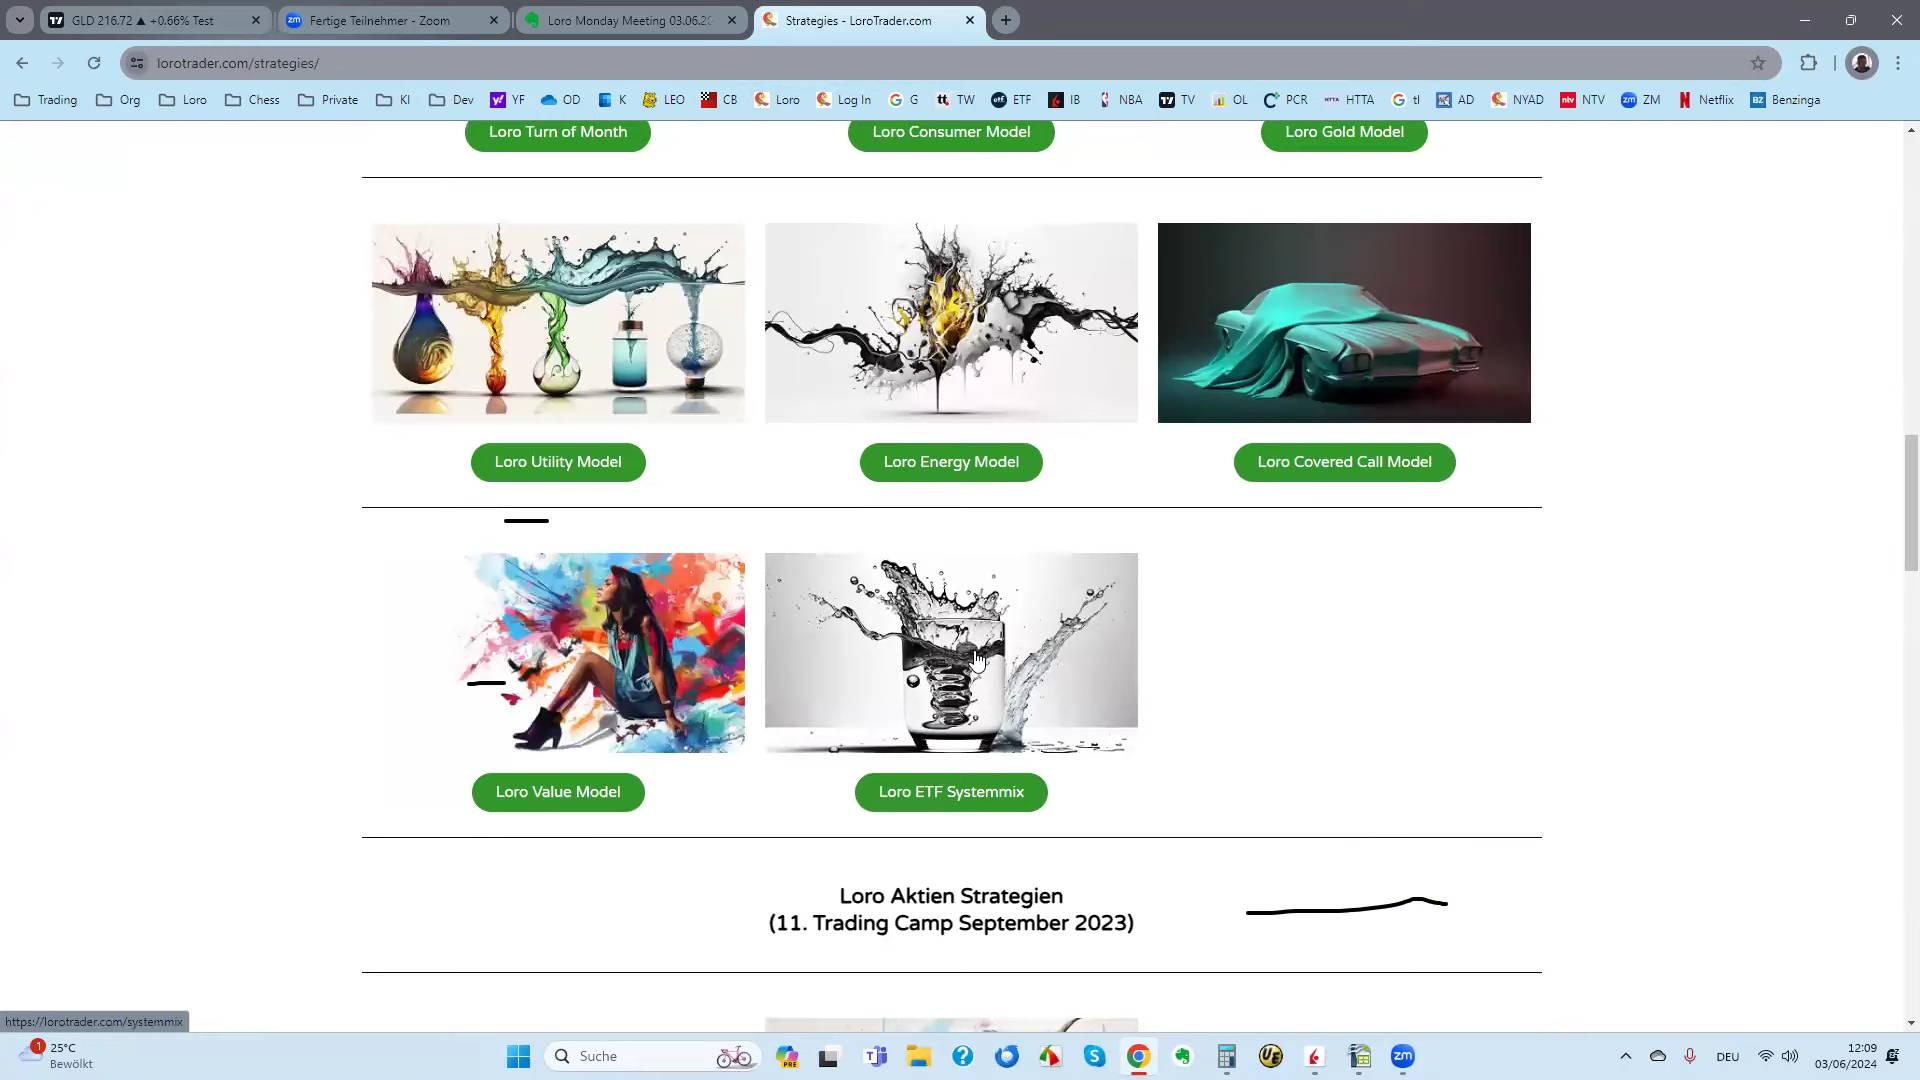 GLD 216.72 ▲ +0.66% Test
Fertige Teilnehmer - Zoom
Loro Monday Meeting 03.06.20
Strategies - LoroTrader.com
lorotrader.com/strategies/
Trading Org Loro Chess Private KI Dev YF OD K LEO CB Loro Log In G TW ETF IB NBA TV OL PCR HTTA tl AD NYAD NTV ZM Netflix Benzinga
Loro Turn of Month Loro Consumer Model Loro Gold Model
Loro Utility Model Loro Energy Model Loro Covered Call Model
Loro Value Model Loro ETF Systemmix
Loro Aktien Strategien
(11. Trading Camp September 2023)
https://lorotrader.com/systemmix
1 25°C
Bewölkt
Suche
PRE
UE
zm
DEU
12:09
03/06/2024